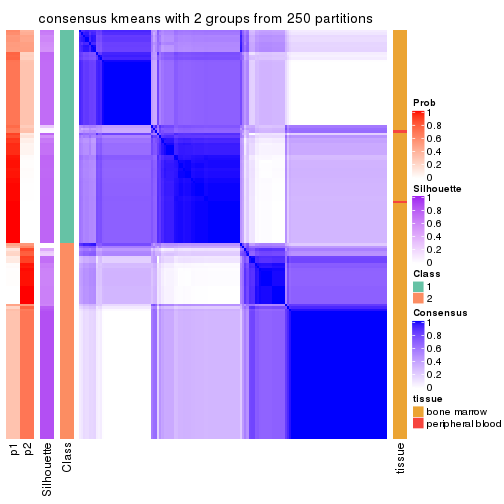 consensus kmeans with 2 groups from 250 partitions
Prob
1
0.8
0.6
0.4
0.2
0
Silhouette
1
0.8
0.6
0.4
0.2
0
Class
1
2
Consensus
1
0.8
0.6
0.4
0.2
0
tissue
bone marrow
peripheral blood
p1
p2
Silhouette
Class
tissue